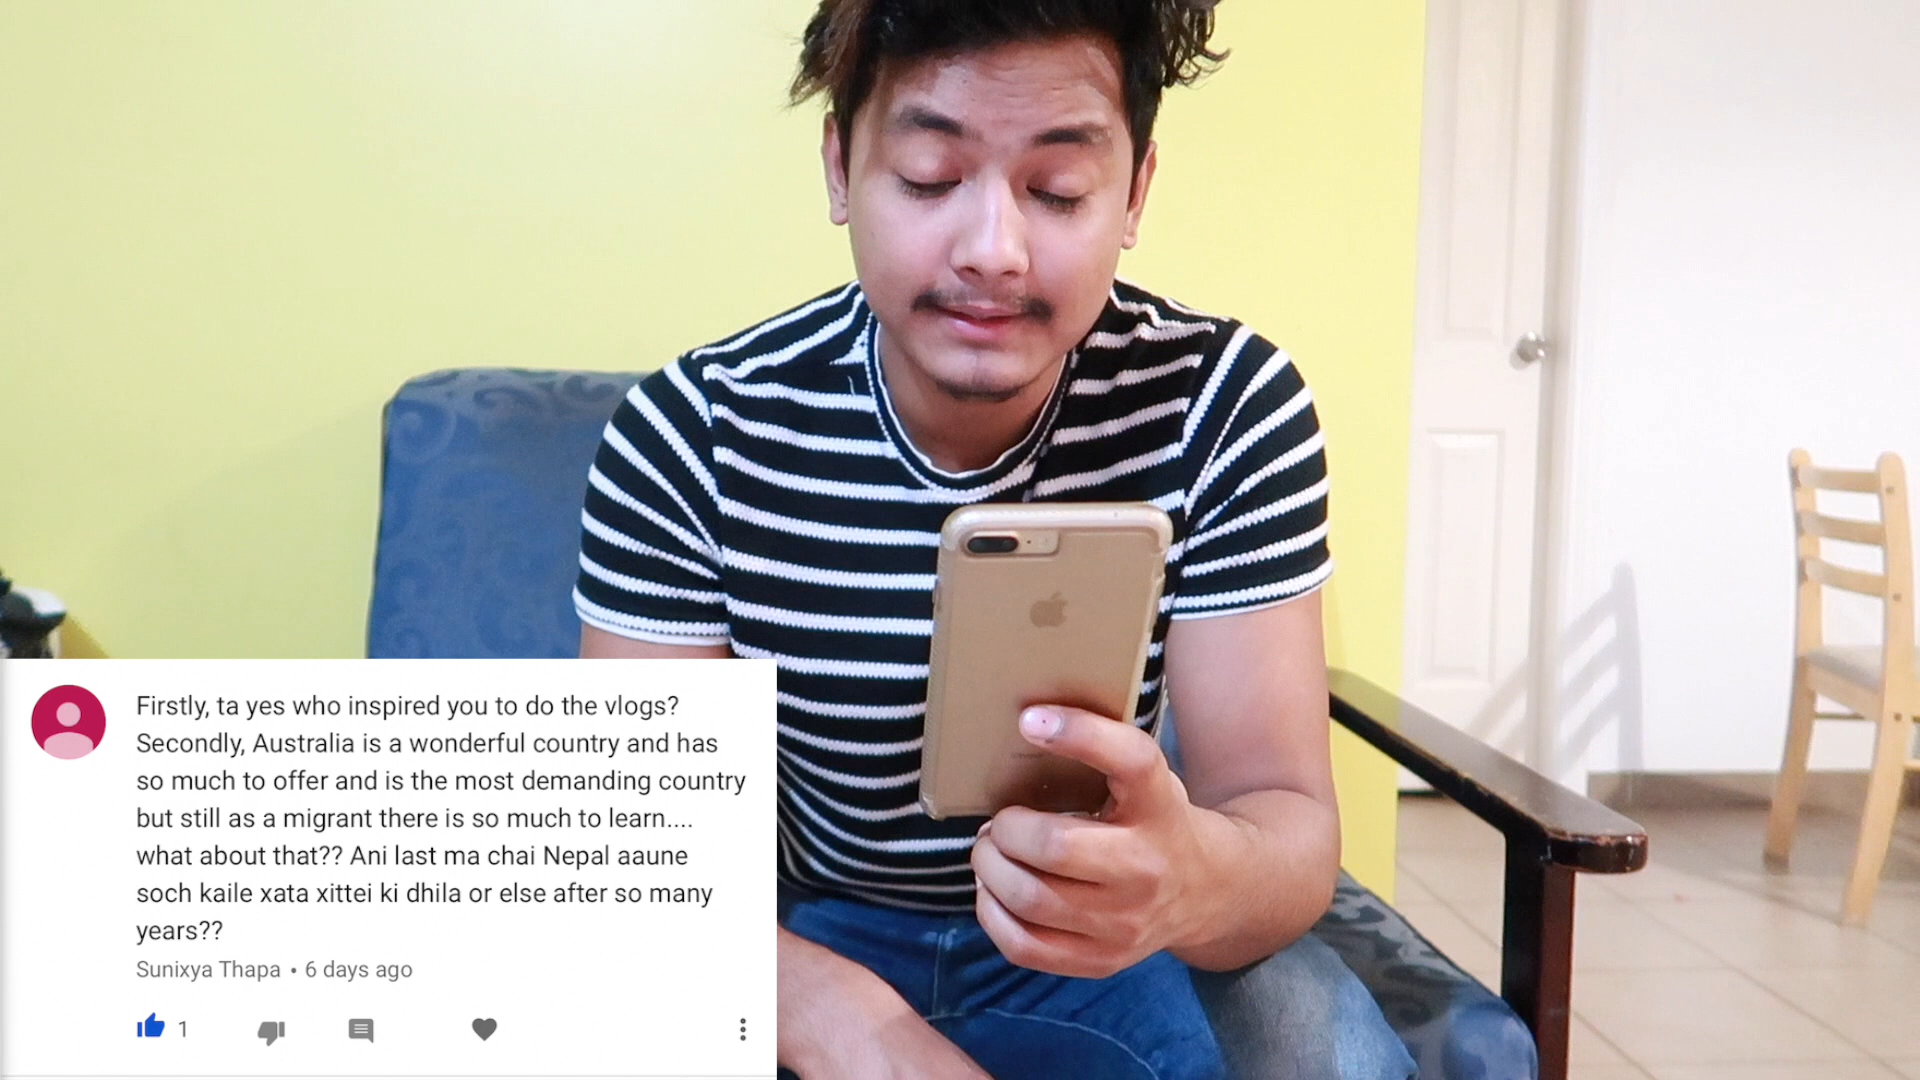 Firstly, ta yes who inspired you to do the vlogs?
Secondly, Australia is a wonderful country and has
so much to offer and is the most demanding country
but still as a migrant there is so much to learn....
what about that?? Ani last ma chai Nepal aaune
soch kaile xata xittei ki dhila or else after so many
years??
Sunixya Thapa • 6 days ago
1